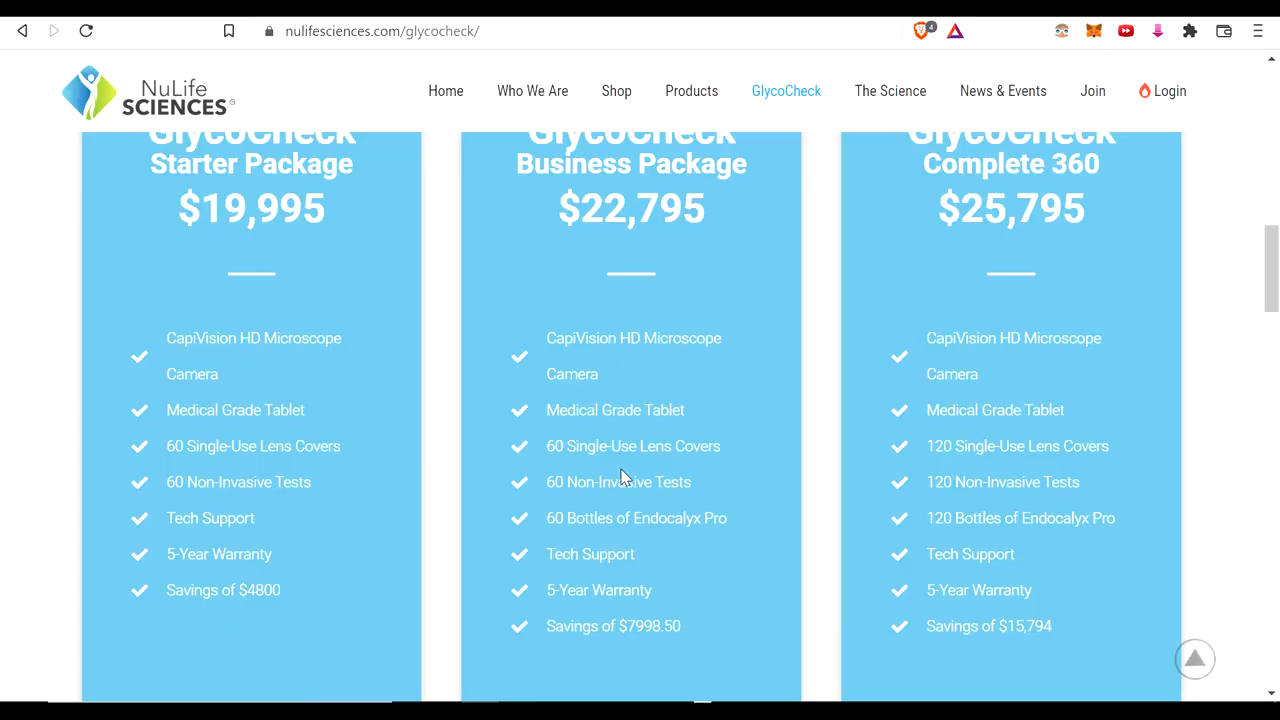 nulifesciences.com/glycocheck/
4
NuLife
SCIENCES
Home
Who We Are
Shop
Products
GlycoCheck
The Science
News & Events
Join
Login
GlycoCheck
Starter Package
$19,995
CapiVision HD Microscope
Camera
Medical Grade Tablet
60 Single-Use Lens Covers
60 Non-Invasive Tests
Tech Support
5-Year Warranty
Savings of $4800
GlycoCheck
Business Package
$22,795
CapiVision HD Microscope
Camera
Medical Grade Tablet
60 Single-Use Lens Covers
60 Non-Invasive Tests
60 Bottles of Endocalyx Pro
Tech Support
5-Year Warranty
Savings of $7998.50
GlycoCheck
Complete 360
$25,795
CapiVision HD Microscope
Camera
Medical Grade Tablet
120 Single-Use Lens Covers
120 Non-Invasive Tests
120 Bottles of Endocalyx Pro
Tech Support
5-Year Warranty
Savings of $15,794